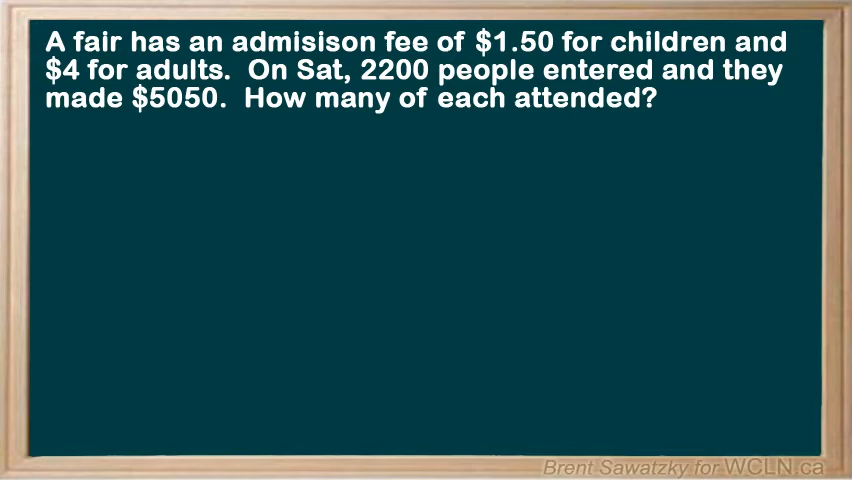 A fair has an admisison fee of $1.50 for children and
$4 for adults.  On Sat, 2200 people entered and they
made $5050.  How many of each attended?
Brent Sawatzky for WCLN.ca